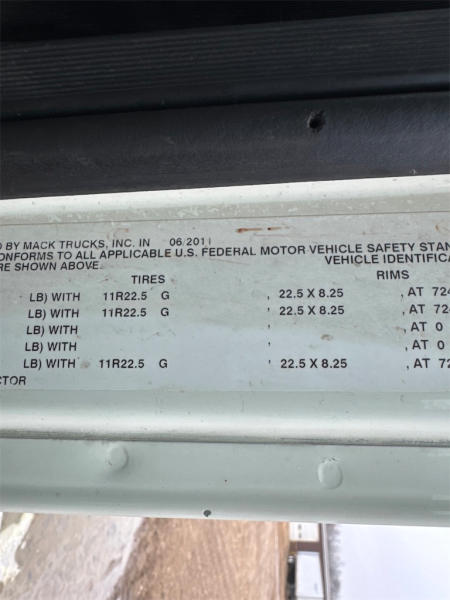 D BY MACK TRUCKS, INC. IN 06/2011
CONFORMS TO ALL APPLICABLE U.S. FEDERAL MOTOR VEHICLE SAFETY STAN
RE SHOWN ABOVE. VEHICLE IDENTIFICA
TIRES RIMS
LB) WITH 11R22.5 G , 22.5 X 8.25 , AT 724
LB) WITH 11R22.5 G , 22.5 X 8.25 , AT 724
LB) WITH , , AT 0
LB) WITH , , AT 0
LB) WITH 11R22.5 G , 22.5 X 8.25 , AT 72
CTOR